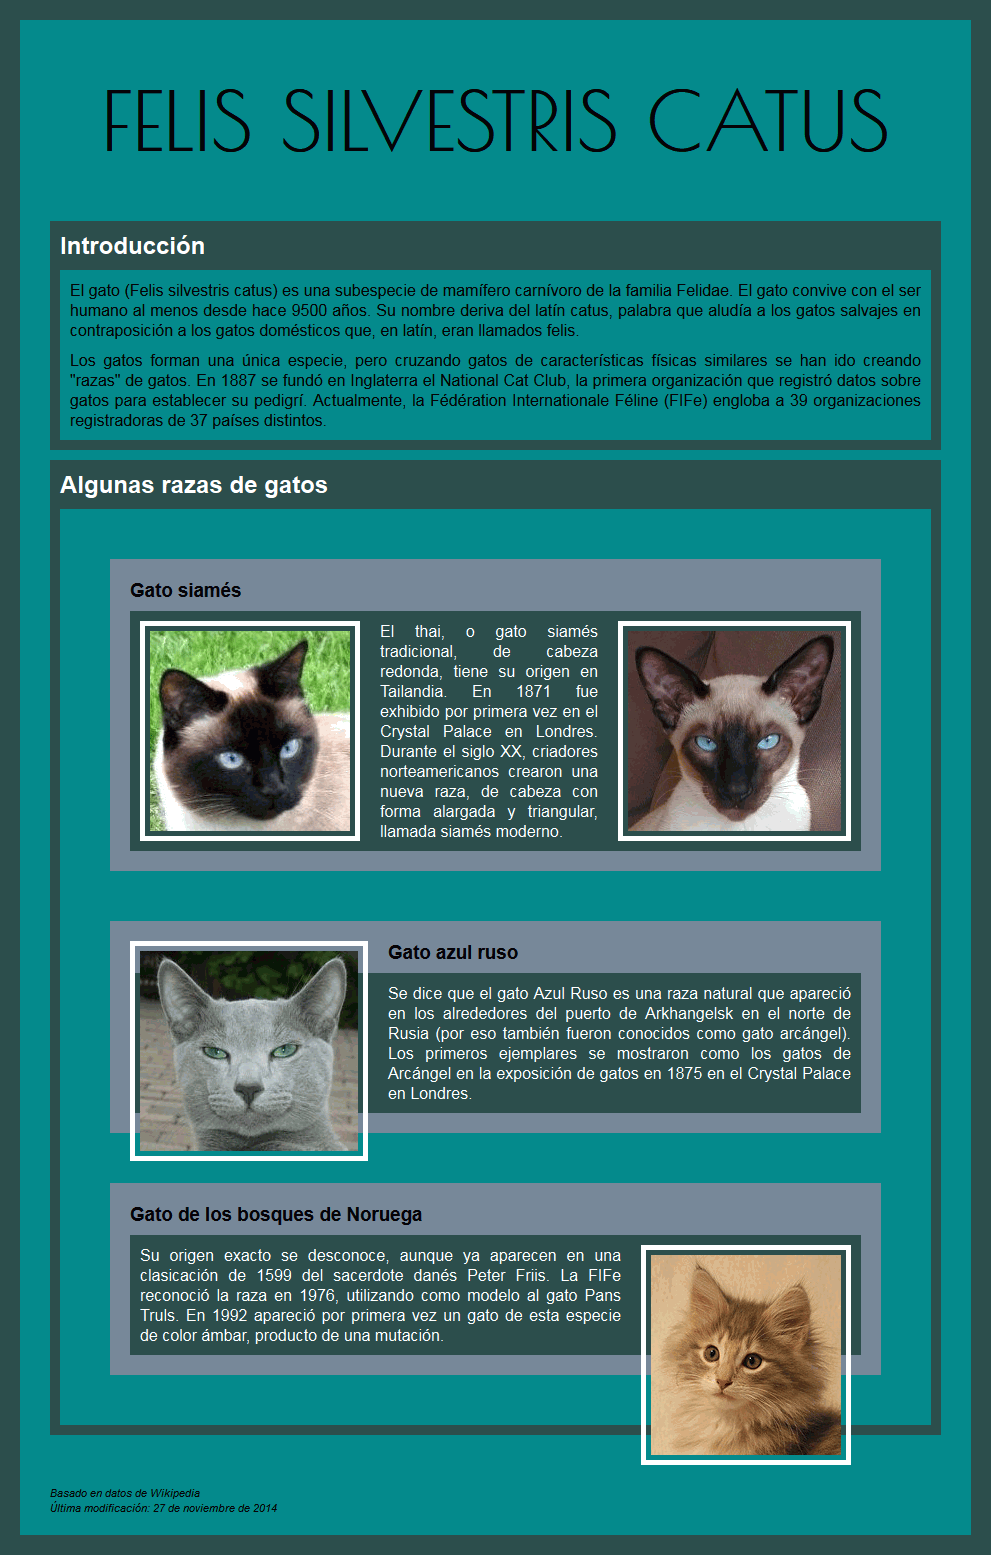 FELIS SILVESTRIS CATUS
Introducción
El gato (Felis silvestris catus) es una subespecie de mamífero carnívoro de la familia Felidae. El gato convive con el ser
humano al menos desde hace 9500 años. Su nombre deriva del latín catus, palabra que aludía a los gatos salvajes en
contraposición a los gatos domésticos que, en latín, eran llamados felis.
Los gatos forman una única especie, pero cruzando gatos de características físicas similares se han ido creando
"razas" de gatos. En 1887 se fundó en Inglaterra el National Cat Club, la primera organización que registró datos sobre
gatos para establecer su pedigrí. Actualmente, la Fédération Internationale Féline (FIFe) engloba a 39 organizaciones
registradoras de 37 países distintos.
Algunas razas de gatos
Gato siamés
El thai, o gato siamés
tradicional, de cabeza
redonda, tiene su origen en
Tailandia. En 1871 fue
exhibido por primera vez en el
Crystal Palace en Londres.
Durante el siglo XX, criadores
norteamericanos crearon una
nueva raza, de cabeza con
forma alargada y triangular,
llamada siamés moderno.
Gato azul ruso
Se dice que el gato Azul Ruso es una raza natural que apareció
en los alrededores del puerto de Arkhangelsk en el norte de
Rusia (por eso también fueron conocidos como gato arcángel).
Los primeros ejemplares se mostraron como los gatos de
Arcángel en la exposición de gatos en 1875 en el Crystal Palace
en Londres.
Gato de los bosques de Noruega
Su origen exacto se desconoce, aunque ya aparecen en una
clasicación de 1599 del sacerdote danés Peter Friis. La FIFe
reconoció la raza en 1976, utilizando como modelo al gato Pans
Truls. En 1992 apareció por primera vez un gato de esta especie
de color ámbar, producto de una mutación.
Basado en datos de Wikipedia
Última modificación: 27 de noviembre de 2014